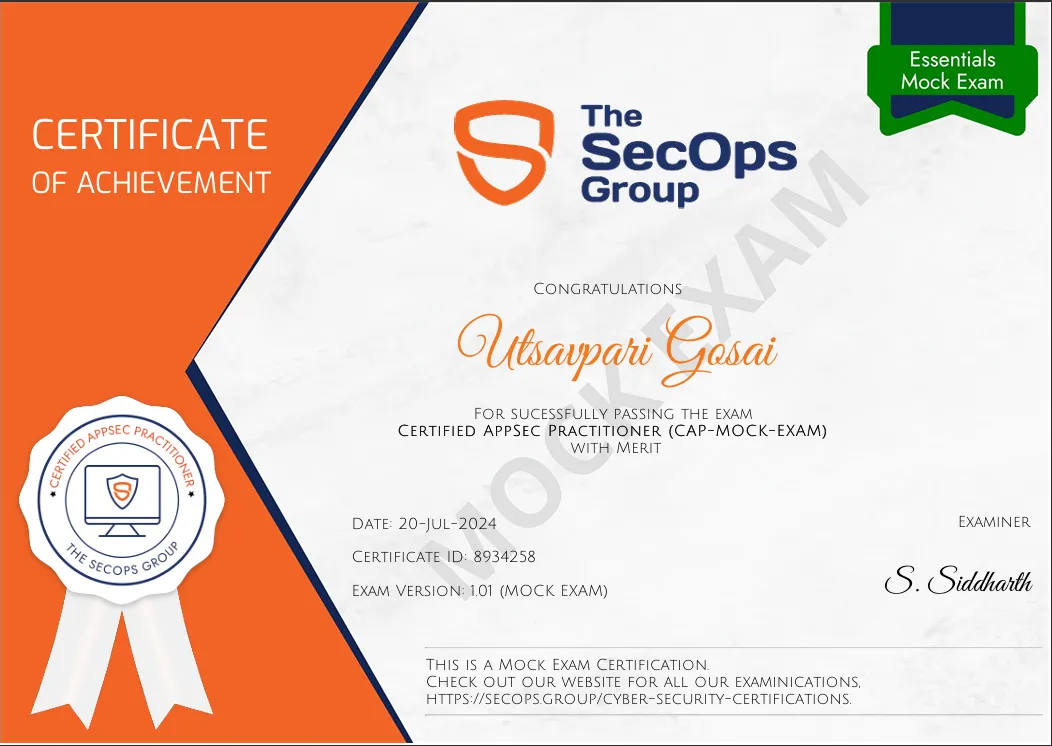 Essentials
Mock Exam
CERTIFICATE
OF ACHIEVEMENT
The
SecOps
Group
MOCK EXAM
Congratulations
Utsavpari Gosai
For sucessfully passing the exam
Certified AppSec Practitioner (CAP-MOCK-EXAM)
with Merit
CERTIFIED APPSEC PRACTITIONER
THE SECOPS GROUP
Date: 20-Jul-2024
Certificate ID: 8934258
Exam Version: 1.01 (MOCK EXAM)
Examiner
S. Siddharth
This is a Mock Exam Certification.
Check out our website for all our examinications,
https://secops.group/cyber-security-certifications.